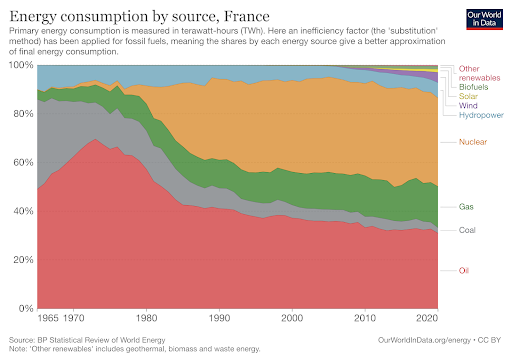 Energy consumption by source, France
Our World
in Data
Primary energy consumption is measured in terawatt-hours (TWh). Here an inefficiency factor (the 'substitution'
method) has been applied for fossil fuels, meaning the shares by each energy source give a better approximation
of final energy consumption.
100%
80%
60%
40%
20%
0%
1965
1970
1980
1990
2000
2010
2020
Other
renewables
Biofuels
Solar
Wind
Hydropower
Nuclear
Gas
Coal
Oil
Source: BP Statistical Review of World Energy
OurWorldInData.org/energy • CC BY
Note: 'Other renewables' includes geothermal, biomass and waste energy.